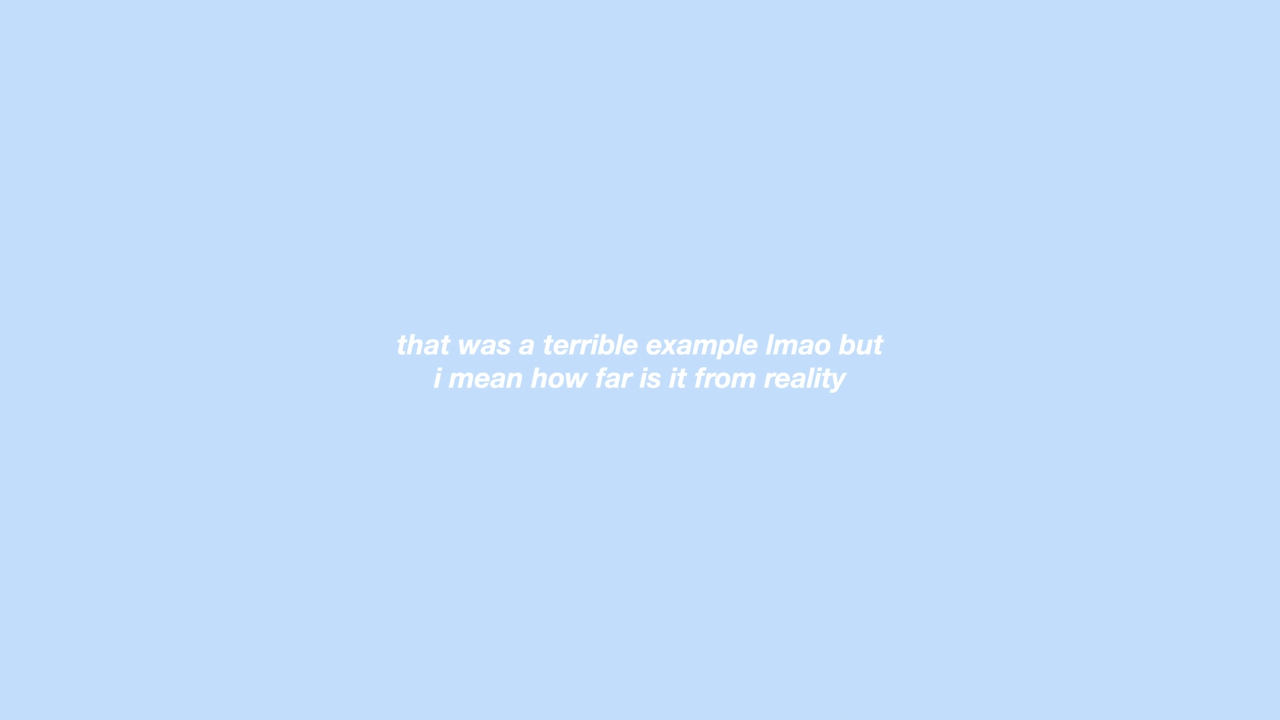 that was a terrible example lmao but
i mean how far is it from reality